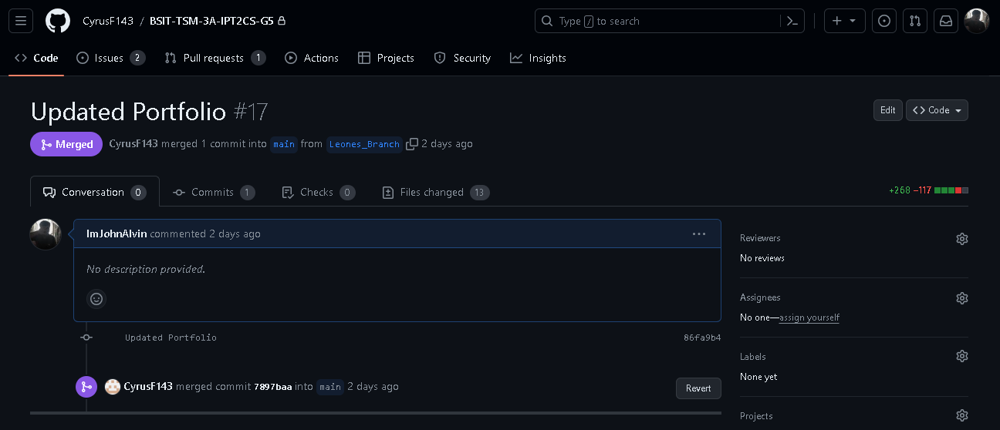 CyrusF143 / BSIT-TSM-3A-IPT2CS-G5
Type / to search
Code Issues 2 Pull requests 1 Actions Projects Security Insights
Updated Portfolio #17
Edit Code
Merged CyrusF143 merged 1 commit into main from Leones_Branch 2 days ago
Conversation 0 Commits 1 Checks 0 Files changed 13
+268 −117
ImJohnAlvin commented 2 days ago
No description provided.
Updated Portfolio 86fa9b4
CyrusF143 merged commit 7897baa into main 2 days ago
Revert
Reviewers
No reviews
Assignees
No one—assign yourself
Labels
None yet
Projects